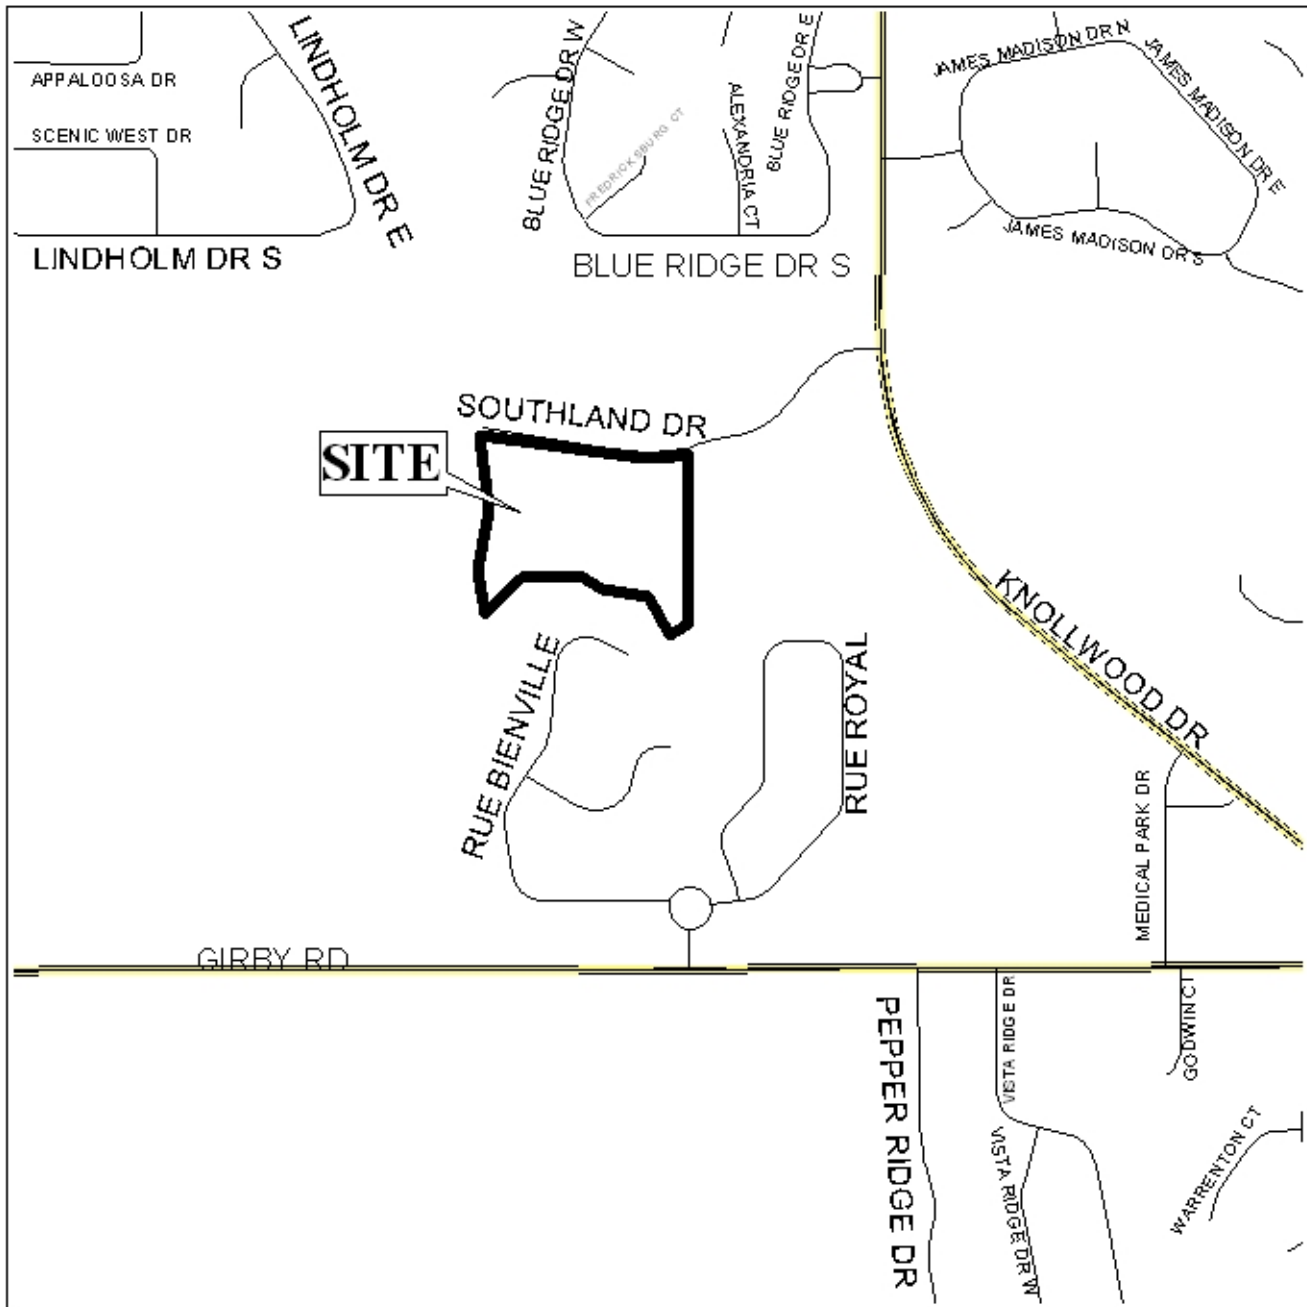 LINDHOLM DR E
BLUE RIDGE DR W
BLUE RIDGE DR E
JAMES MADISON DR N
JAMES MADISON DR E
APPALOOSA DR
ALEXANDRIA CT
FREDRICKSBURG CT
SCENIC WEST DR
JAMES MADISON DR S
LINDHOLM DR S
BLUE RIDGE DR S
SOUTHLAND DR
SITE
KNOLLWOOD DR
RUE BIENVILLE
RUE ROYAL
MEDICAL PARK DR
GIRBY RD
PEPPER RIDGE DR
VISTA RIDGE DR
GODWIN CT
VISTA RIDGE DR W
WARRENTON CT